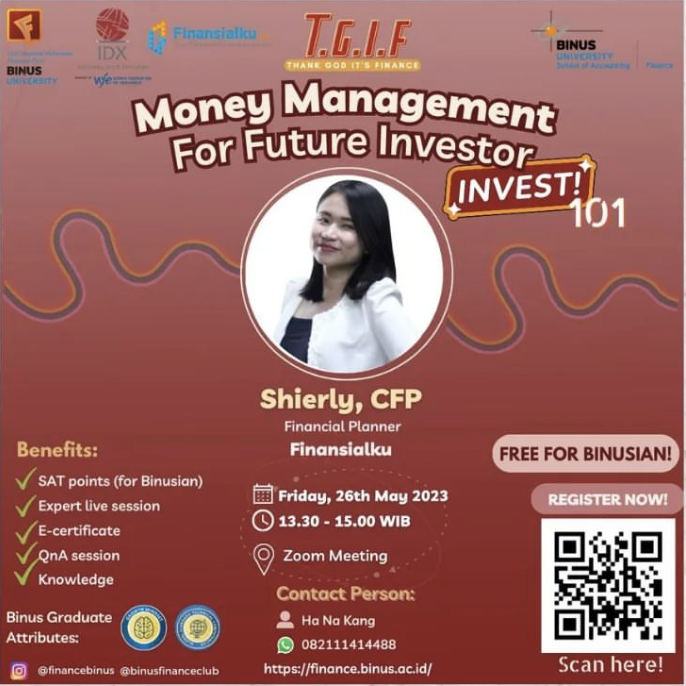 BINUS
UNIVERSITY
IDX
Finansialku
T.G.I.F
THANK GOD IT'S FINANCE
BINUS
UNIVERSITY
School of Accounting
Finance
Money Management
For Future Investor
INVEST!
101
Shierly, CFP
Financial Planner
Finansialku
Benefits:
SAT points (for Binusian)
Expert live session
E-certificate
QnA session
Knowledge
Binus Graduate
Attributes:
@financebinus @binusfinanceclub
Friday, 26th May 2023
13.30 - 15.00 WIB
Zoom Meeting
Contact Person:
Ha Na Kang
082111414488
https://finance.binus.ac.id/
FREE FOR BINUSIAN!
REGISTER NOW!
Scan here!